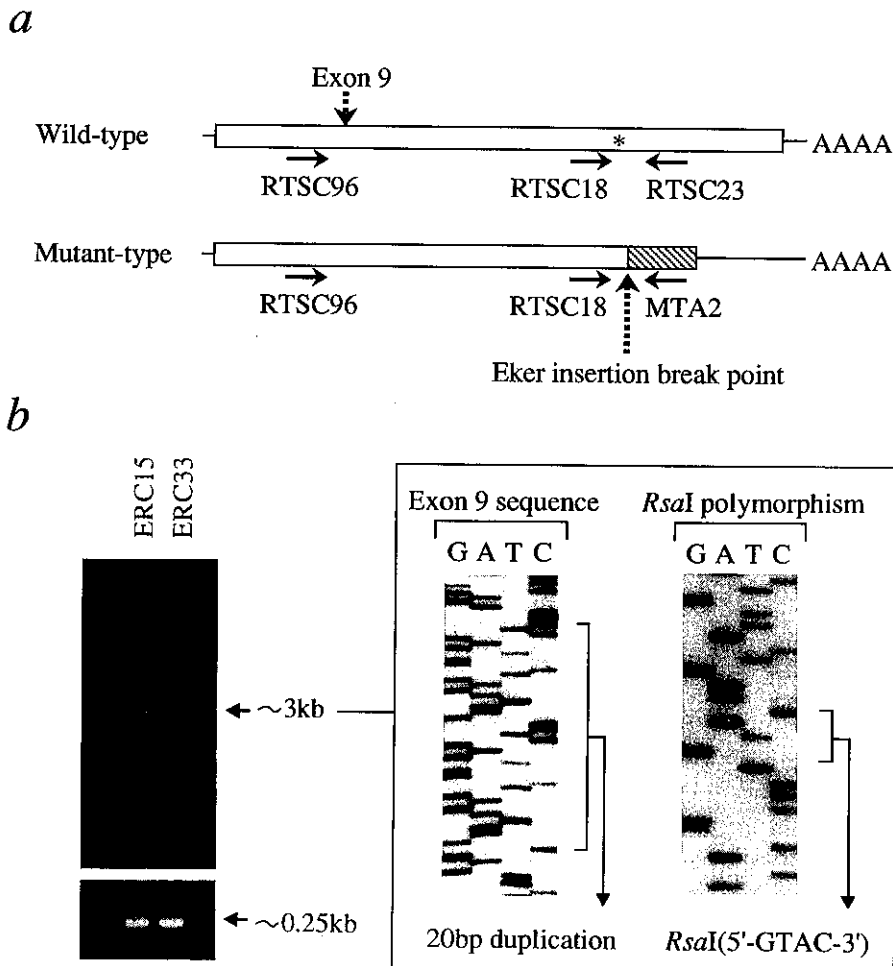 a
Exon 9
Wild-type
*
AAAA
RTSC96
RTSC18
RTSC23
Mutant-type
AAAA
RTSC96
RTSC18
MTA2
Eker insertion break point
b
ERC15
ERC33
～3kb
～0.25kb
Exon 9 sequence
G A T C
20bp duplication
RsaI polymorphism
G A T C
RsaI(5'-GTAC-3')